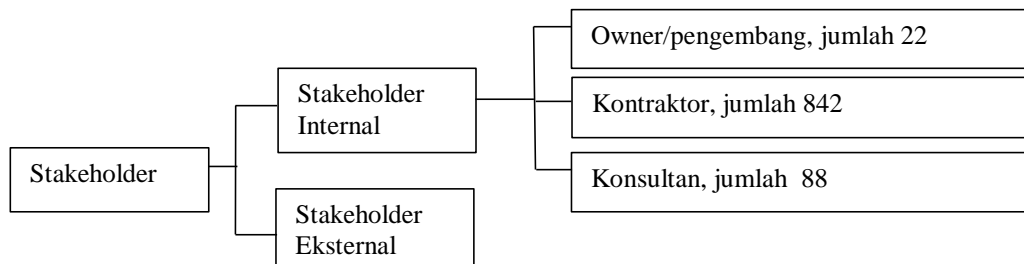 Stakeholder
Stakeholder
Internal
Stakeholder
Eksternal
Owner/pengembang, jumlah 22
Kontraktor, jumlah 842
Konsultan, jumlah  88